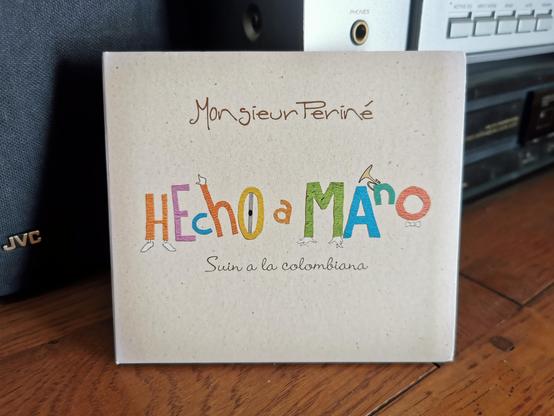 PHONES
Monsieur Periné
HEchO a MAnO
Suin a la colombiana
JVC